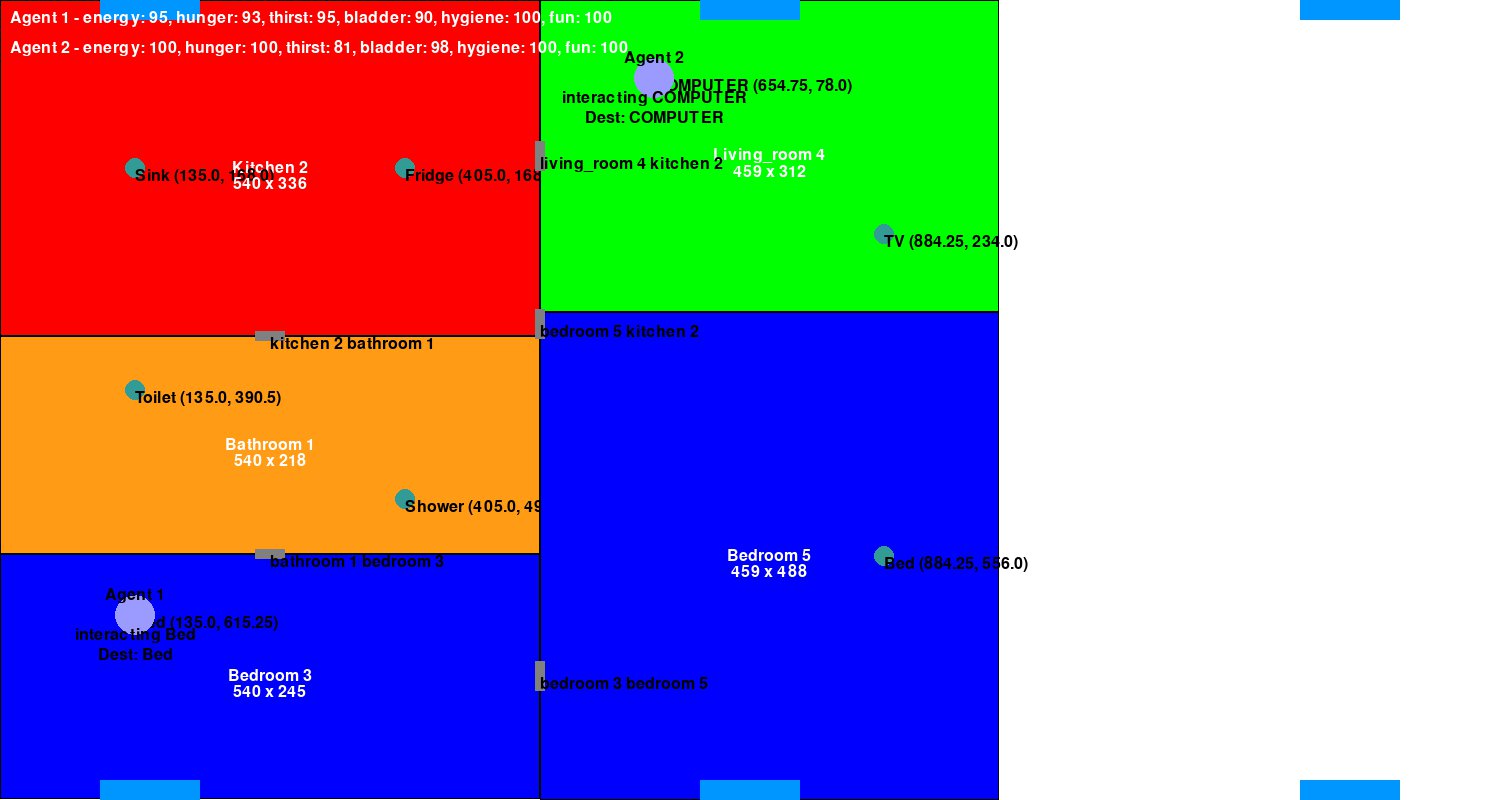 Agent 1 - energy: 95, hunger: 93, thirst: 95, bladder: 90, hygiene: 100, fun: 100
Agent 2 - energy: 100, hunger: 100, thirst: 81, bladder: 98, hygiene: 100, fun: 100
Agent 2
COMPUTER (654.75, 78.0)
interacting COMPUTER
Dest: COMPUTER
Living_room 4
459 x 312
living_room 4 kitchen 2
Kitchen 2
540 x 336
Sink (135.0, 168.0)
Fridge (405.0, 168
TV (884.25, 234.0)
bedroom 5 kitchen 2
kitchen 2 bathroom 1
Toilet (135.0, 390.5)
Bathroom 1
540 x 218
Shower (405.0, 49
bathroom 1 bedroom 3
Bedroom 5
459 x 488
Bed (884.25, 556.0)
Agent 1
d (135.0, 615.25)
interacting Bed
Dest: Bed
Bedroom 3
540 x 245
bedroom 3 bedroom 5